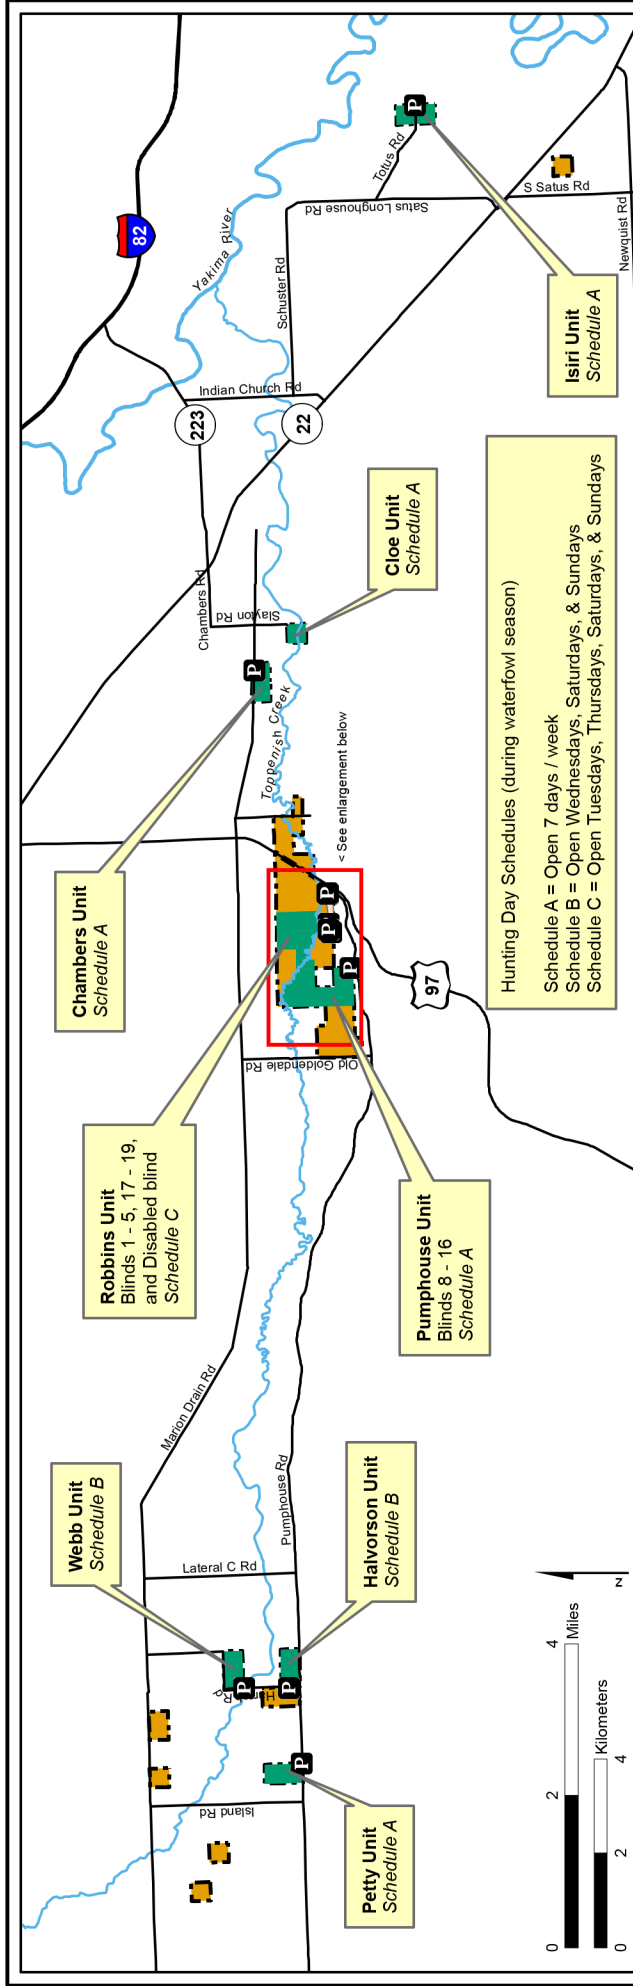 82
Yakima River
223
Indian Church Rd
22
Schuster Rd
Satus Longhouse Rd
Totus Rd
S Satus Rd
Newquist Rd
P
Isiri Unit
Schedule A
Chambers Rd
Slayton Rd
Cloe Unit
Schedule A
P
Toppenish Creek
Chambers Unit
Schedule A
< See enlargement below
P
P
P
97
Old Goldendale Rd
Robbins Unit
Blinds 1 - 5, 17 - 19,
and Disabled blind
Schedule C
Pumphouse Unit
Blinds 8 - 16
Schedule A
Marion Drain Rd
Pumphouse Rd
Lateral C Rd
Webb Unit
Schedule B
Halvorson Unit
Schedule B
P
P
Rd
P
Island Rd
Petty Unit
Schedule A
Hunting Day Schedules (during waterfowl season)
Schedule A = Open 7 days / week
Schedule B = Open Wednesdays, Saturdays, & Sundays
Schedule C = Open Tuesdays, Thursdays, Saturdays, & Sundays
0 2 4
Miles
Kilometers
0 2 4
N